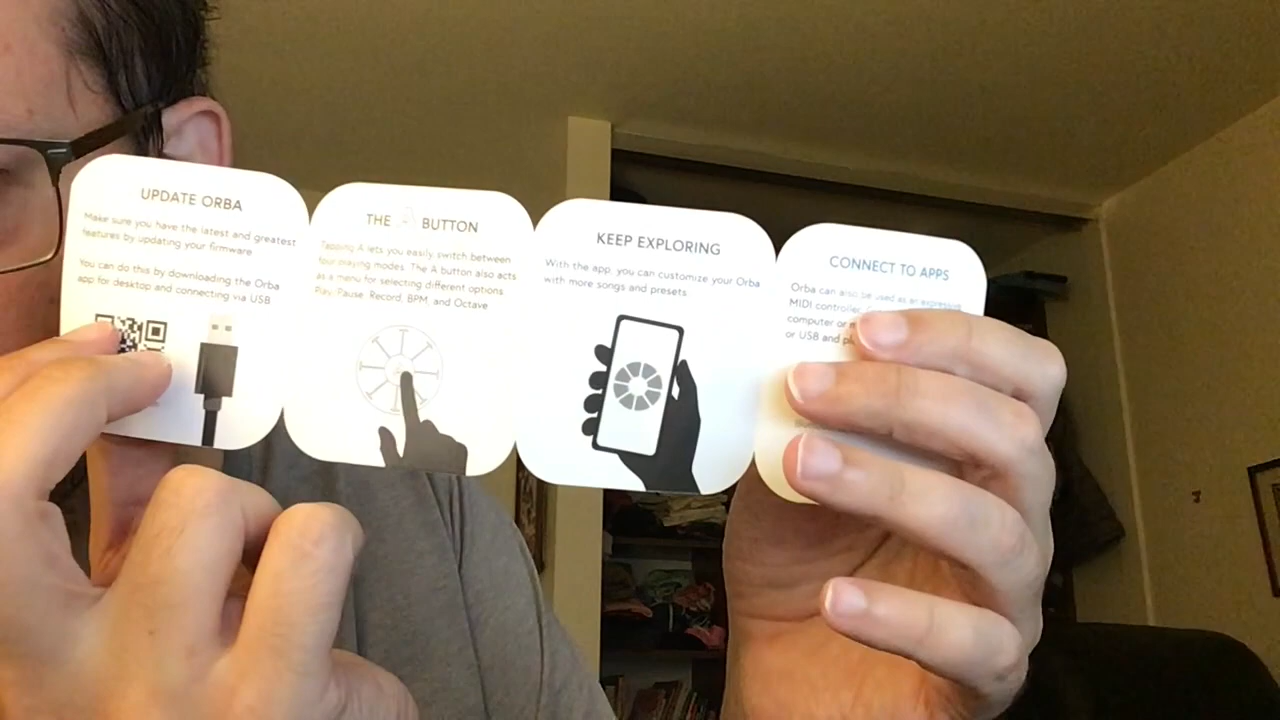 UPDATE ORBA
Make sure you have the latest and greatest
features by updating your firmware
You can do this by downloading the Orba
app for desktop and connecting via USB
THE A BUTTON
Tapping A lets you easily switch between
four playing modes. The A button also acts
as a menu for selecting different options
Play/Pause, Record, BPM, and Octave
KEEP EXPLORING
With the app, you can customize your Orba
with more songs and presets.
CONNECT TO APPS
Orba can also be used as an expressive
MIDI controller.
computer or
or USB and